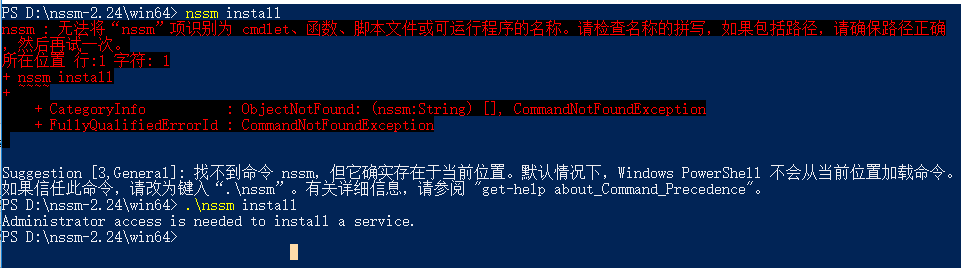 PS D:\nssm-2.24\win64> nssm install
nssm : 无法将“nssm”项识别为 cmdlet、函数、脚本文件或可运行程序的名称。请检查名称的拼写，如果包括路径，请确保路径正确
，然后再试一次。
所在位置 行:1 字符: 1
+ nssm install
+ ~~~~
+ CategoryInfo          : ObjectNotFound: (nssm:String) [], CommandNotFoundException
+ FullyQualifiedErrorId : CommandNotFoundException
Suggestion [3,General]: 找不到命令 nssm，但它确实存在于当前位置。默认情况下，Windows PowerShell 不会从当前位置加载命令。
如果信任此命令，请改为键入“.\nssm”。有关详细信息，请参阅 "get-help about_Command_Precedence"。
PS D:\nssm-2.24\win64> .\nssm install
Administrator access is needed to install a service.
PS D:\nssm-2.24\win64>